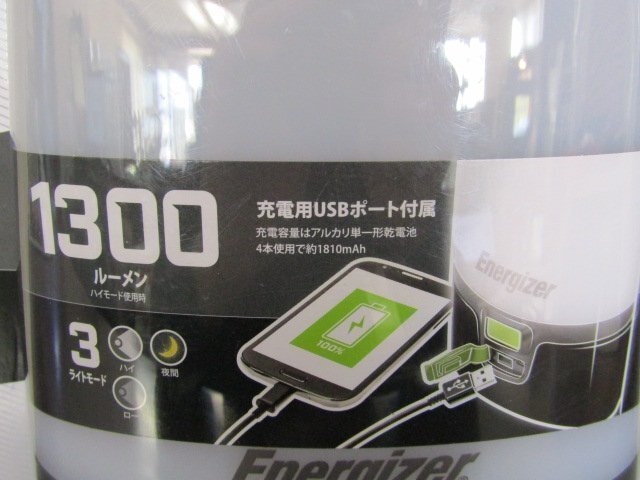 1300
ルーメン
ハイモード使用時
充電用USBポート付属
充電容量はアルカリ単一形乾電池
4本使用で約1810mAh
3
ライトモード
ハイ
夜間
ロー
100%
Energizer
Energizer